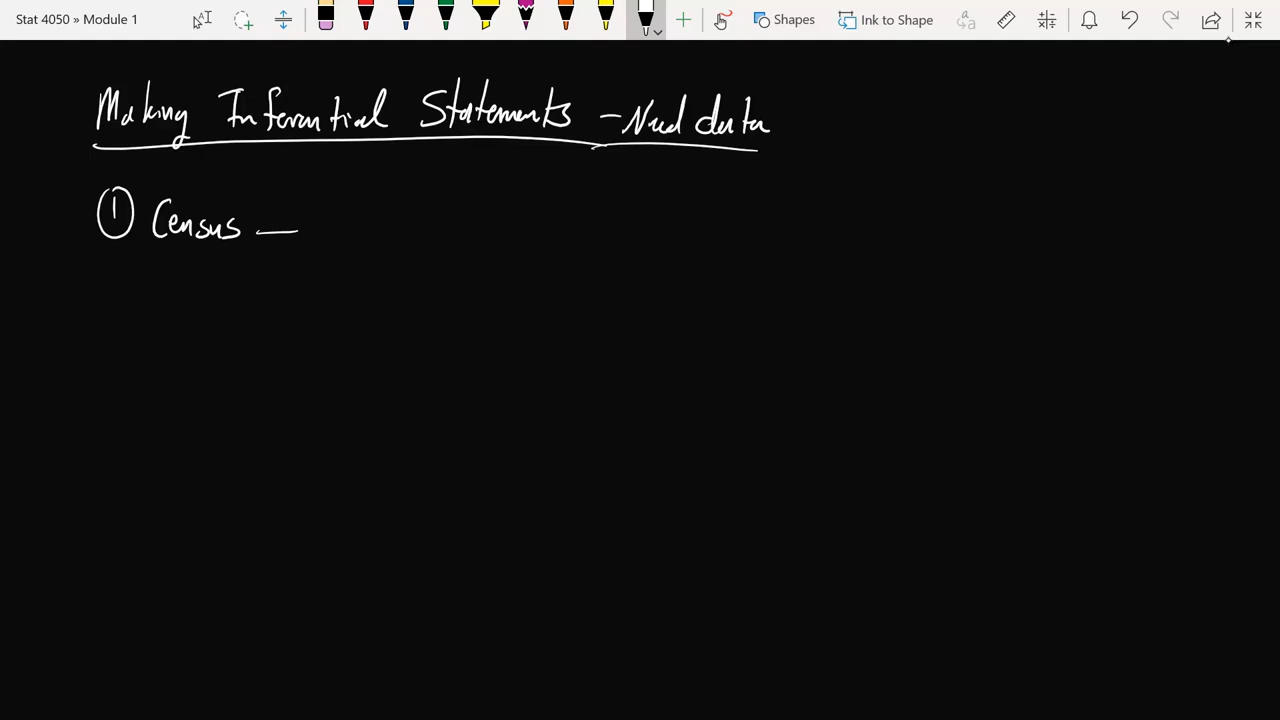 Stat 4050 » Module 1
Shapes
Ink to Shape
Making Inferential Statements - Need data
① Census —